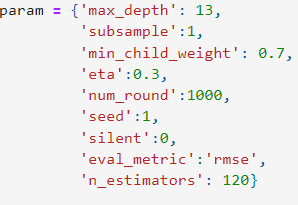 param = {'max_depth': 13,
'subsample':1,
'min_child_weight': 0.7,
'eta':0.3,
'num_round':1000,
'seed':1,
'silent':0,
'eval_metric':'rmse',
'n_estimators': 120}